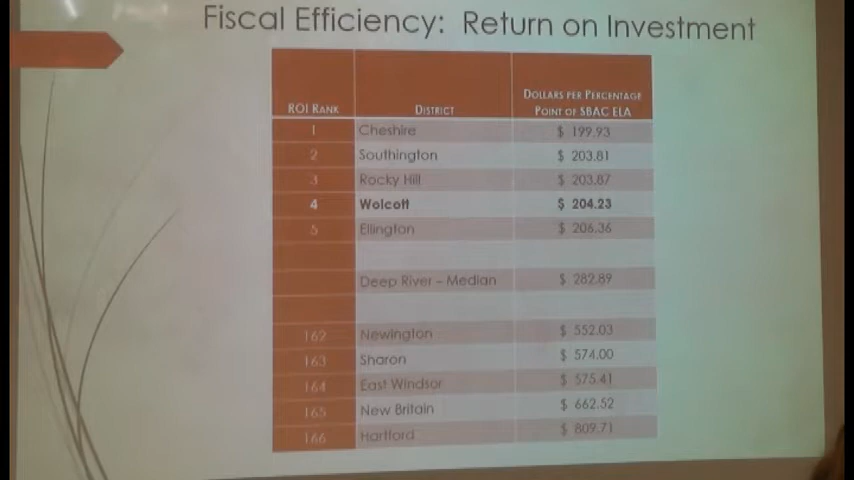 Fiscal Efficiency: Return on Investment
ROI RANK DISTRICT DOLLARS PER PERCENTAGE POINT OF SBAC ELA
1 Cheshire $ 199.93
2 Southington $ 203.81
3 Rocky Hill $ 203.87
4 Wolcott $ 204.23
5 Ellington $ 206.36
Deep River – Median $ 282.89
162 Newington $ 552.03
163 Sharon $ 574.00
164 East Windsor $ 575.41
165 New Britain $ 662.52
166 Hartford $ 809.71